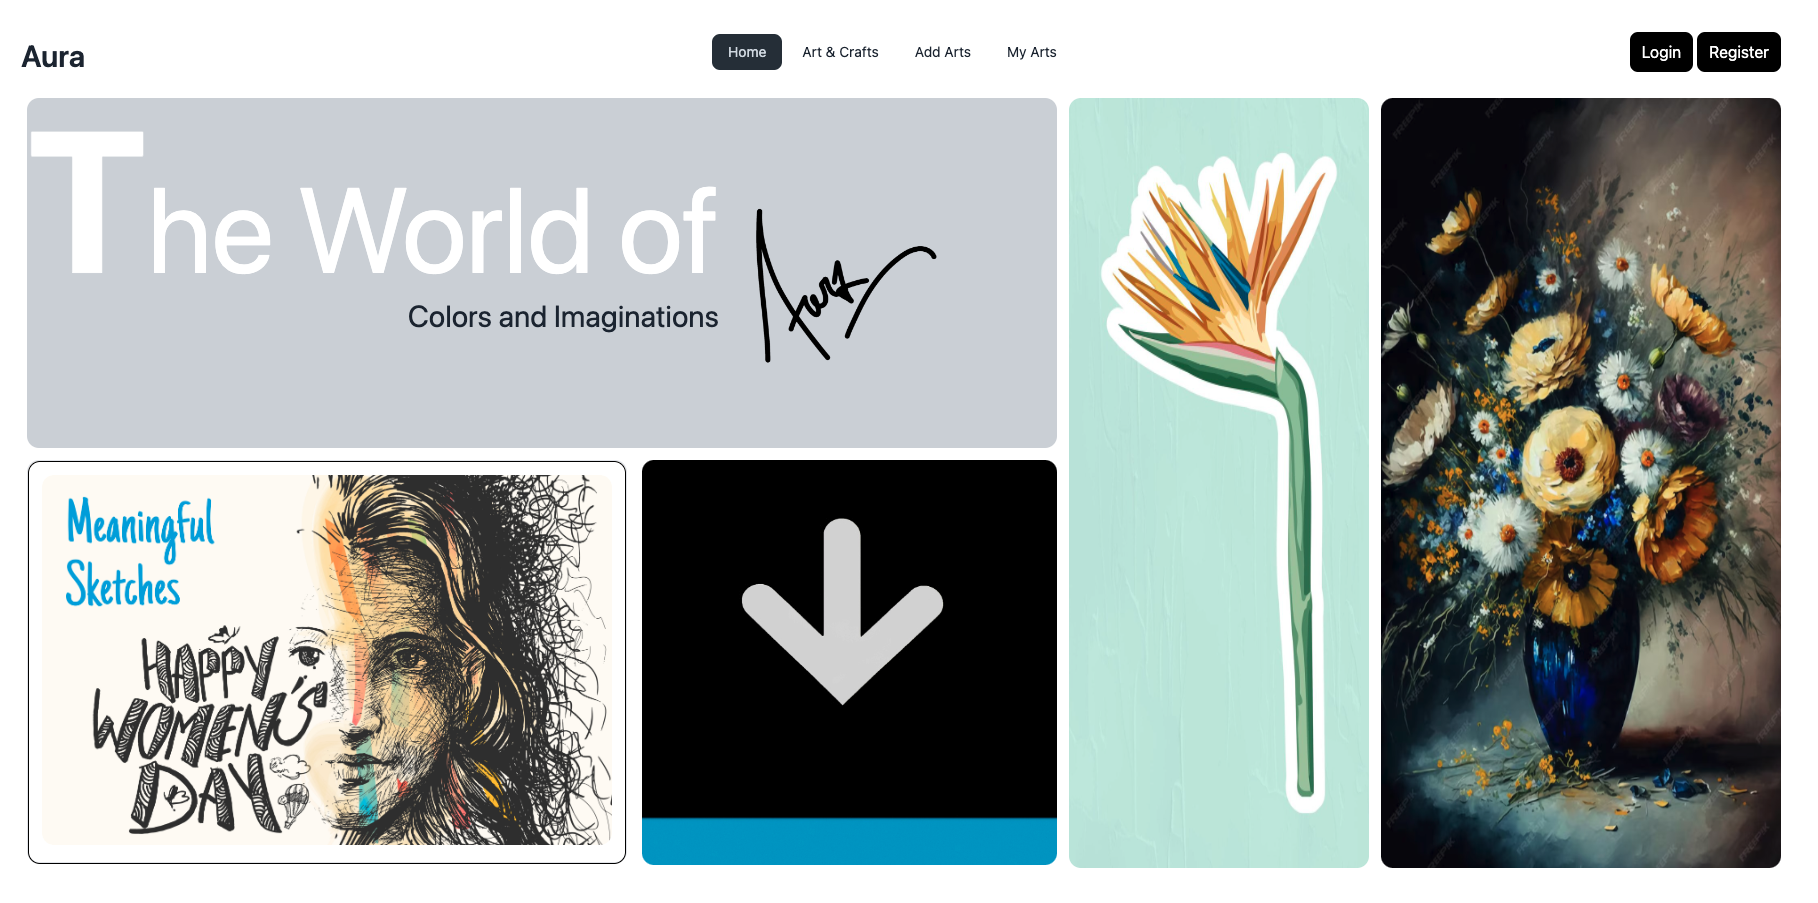 Aura
Home
Art & Crafts
Add Arts
My Arts
Login
Register
The World of
Aura
Colors and Imaginations
Meaningful
Sketches
HAPPY
WOMEN'S
DAY